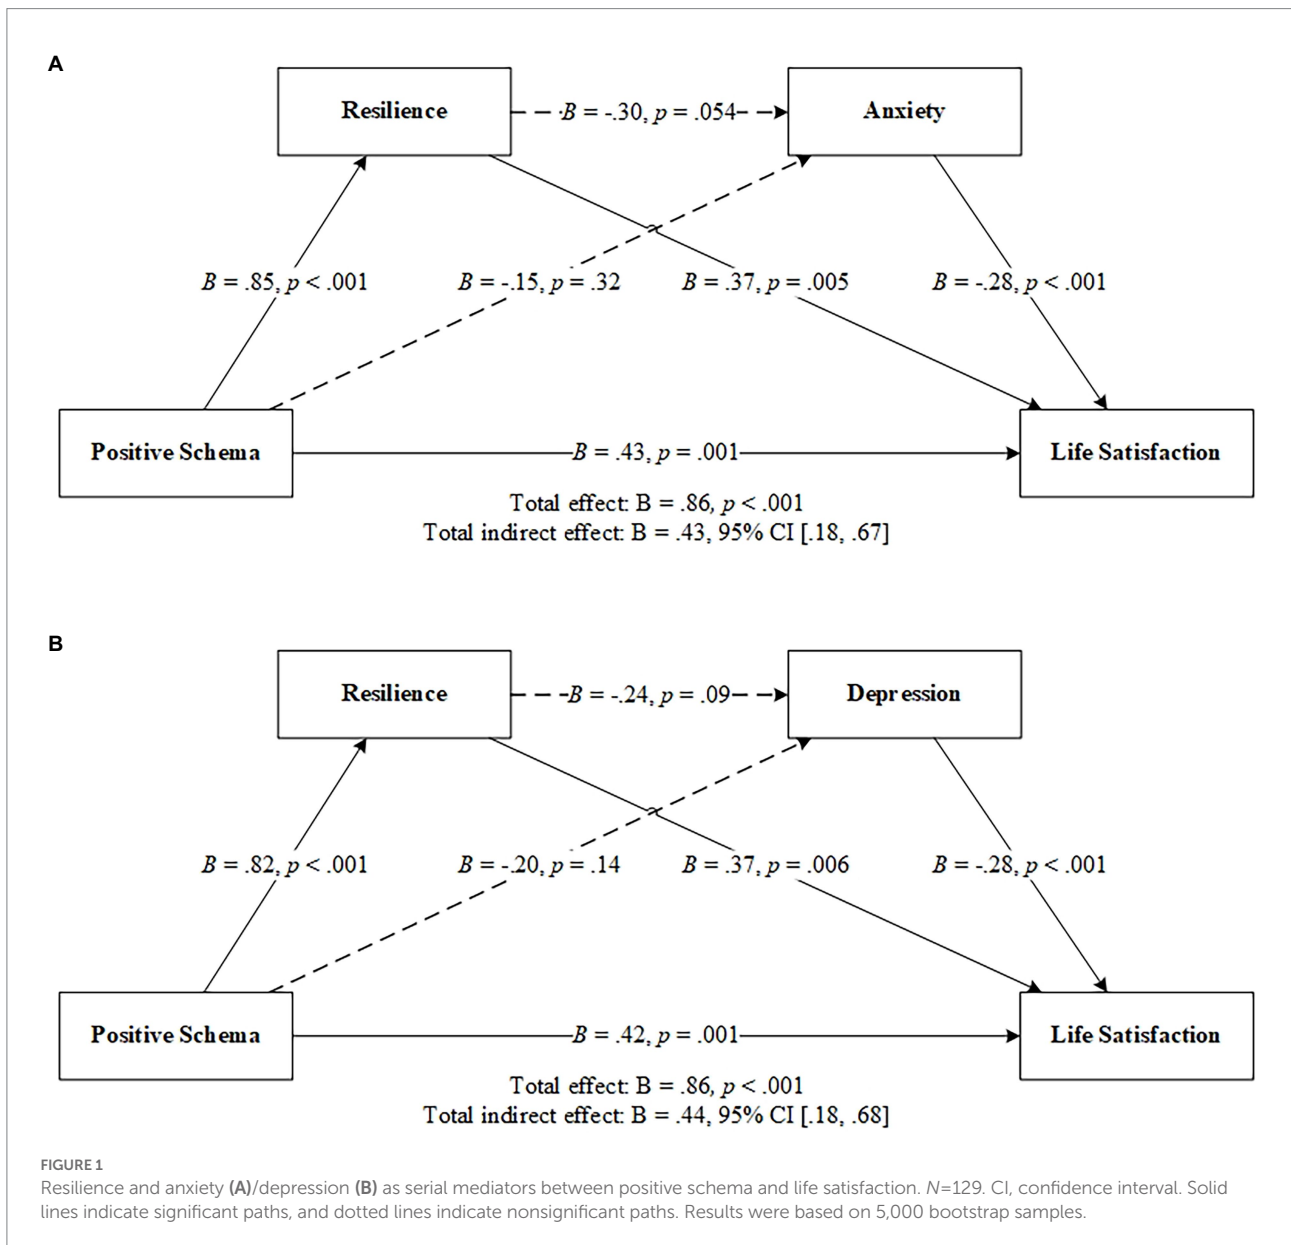 A
Resilience
B = -.30, p = .054
Anxiety
B = .85, p < .001
B = -.15, p = .32
B = .37, p = .005
B = -.28, p < .001
Positive Schema
B = .43, p = .001
Life Satisfaction
Total effect: B = .86, p < .001
Total indirect effect: B = .43, 95% CI [.18, .67]
B
Resilience
B = -.24, p = .09
Depression
B = .82, p < .001
B = -.20, p = .14
B = .37, p = .006
B = -.28, p < .001
Positive Schema
B = .42, p = .001
Life Satisfaction
Total effect: B = .86, p < .001
Total indirect effect: B = .44, 95% CI [.18, .68]
FIGURE 1
Resilience and anxiety (A)/depression (B) as serial mediators between positive schema and life satisfaction. N=129. CI, confidence interval. Solid
lines indicate significant paths, and dotted lines indicate nonsignificant paths. Results were based on 5,000 bootstrap samples.